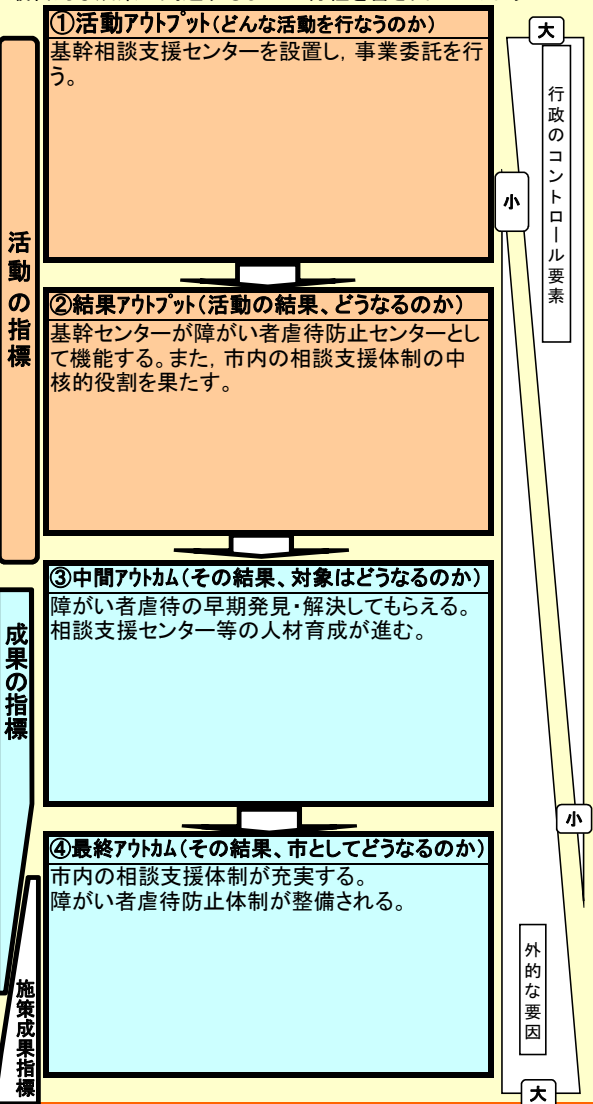 ①活動アウトプット(どんな活動を行なうのか)
基幹相談支援センターを設置し，事業委託を行
う。
②結果アウトプット(活動の結果、どうなるのか)
基幹センターが障がい者虐待防止センターとし
て機能する。また，市内の相談支援体制の中
核的役割を果たす。
③中間アウトカム(その結果、対象はどうなるのか)
障がい者虐待の早期発見・解決してもらえる。
相談支援センター等の人材育成が進む。
④最終アウトカム(その結果、市としてどうなるのか)
市内の相談支援体制が充実する。
障がい者虐待防止体制が整備される。
活動の指標
成果の指標
施策成果指標
大
行政のコントロール要素
小
小
外的な要因
大